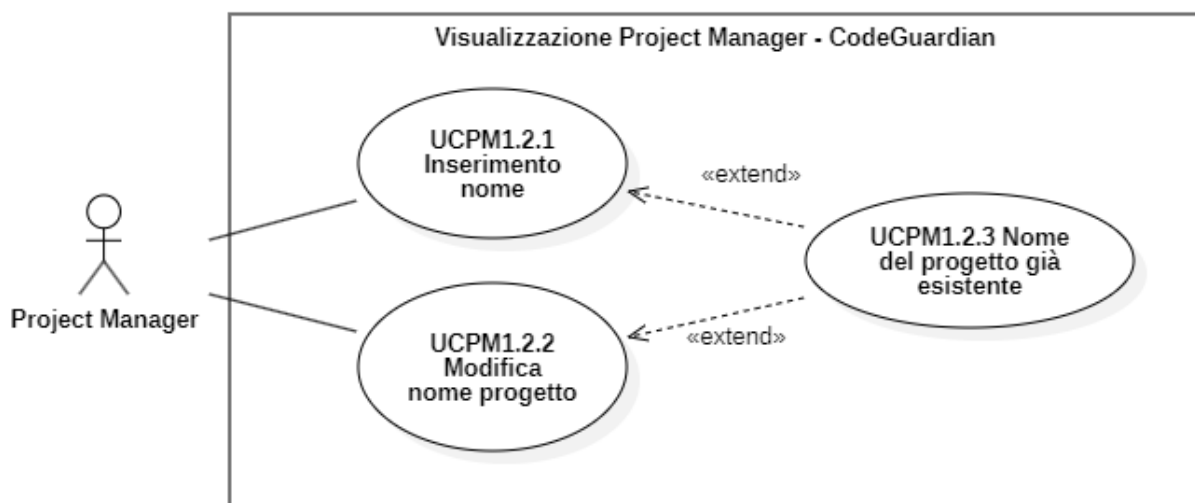 Visualizzazione Project Manager - CodeGuardian
UCPM1.2.1
Inserimento
nome
«extend»
UCPM1.2.3 Nome
del progetto già
esistente
Project Manager
UCPM1.2.2
Modifica
nome progetto
«extend»